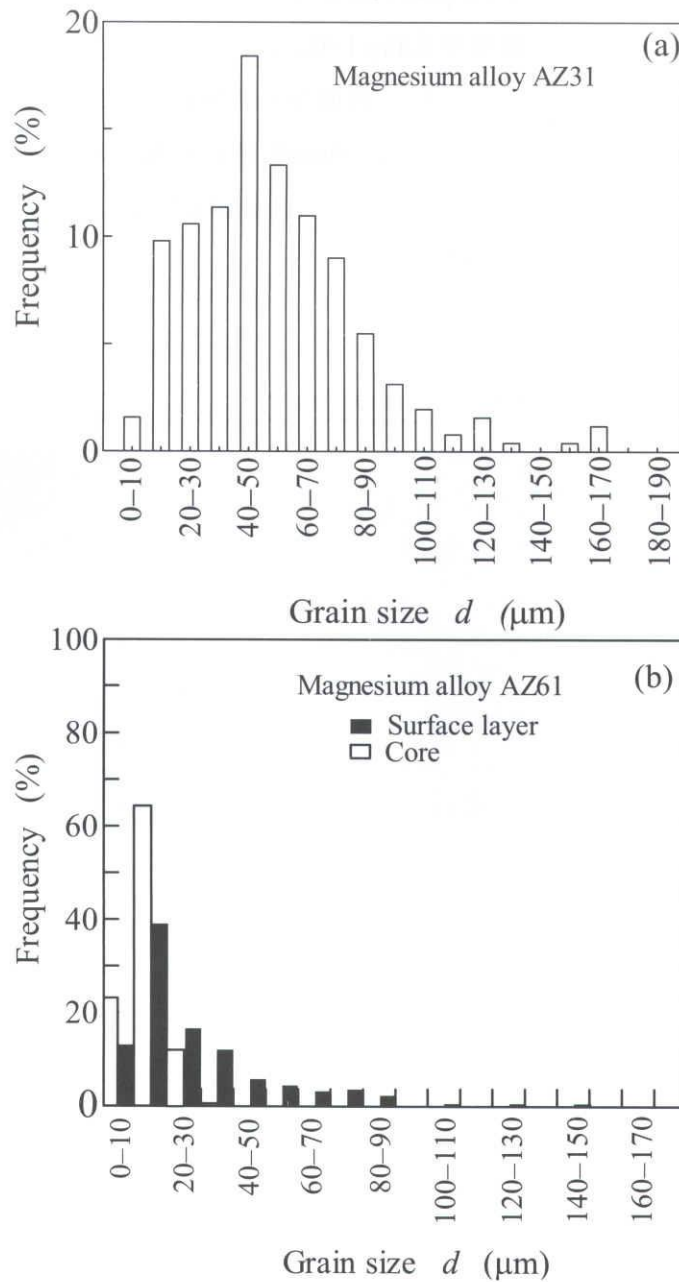 20
(a)
Magnesium alloy AZ31
Frequency (%)
10
0
0–10
20–30
40–50
60–70
80–90
100–110
120–130
140–150
160–170
180–190
Grain size d (μm)
100
(b)
Magnesium alloy AZ61
80
Surface layer
Core
Frequency (%)
60
40
20
0
0–10
20–30
40–50
60–70
80–90
100–110
120–130
140–150
160–170
Grain size d (μm)